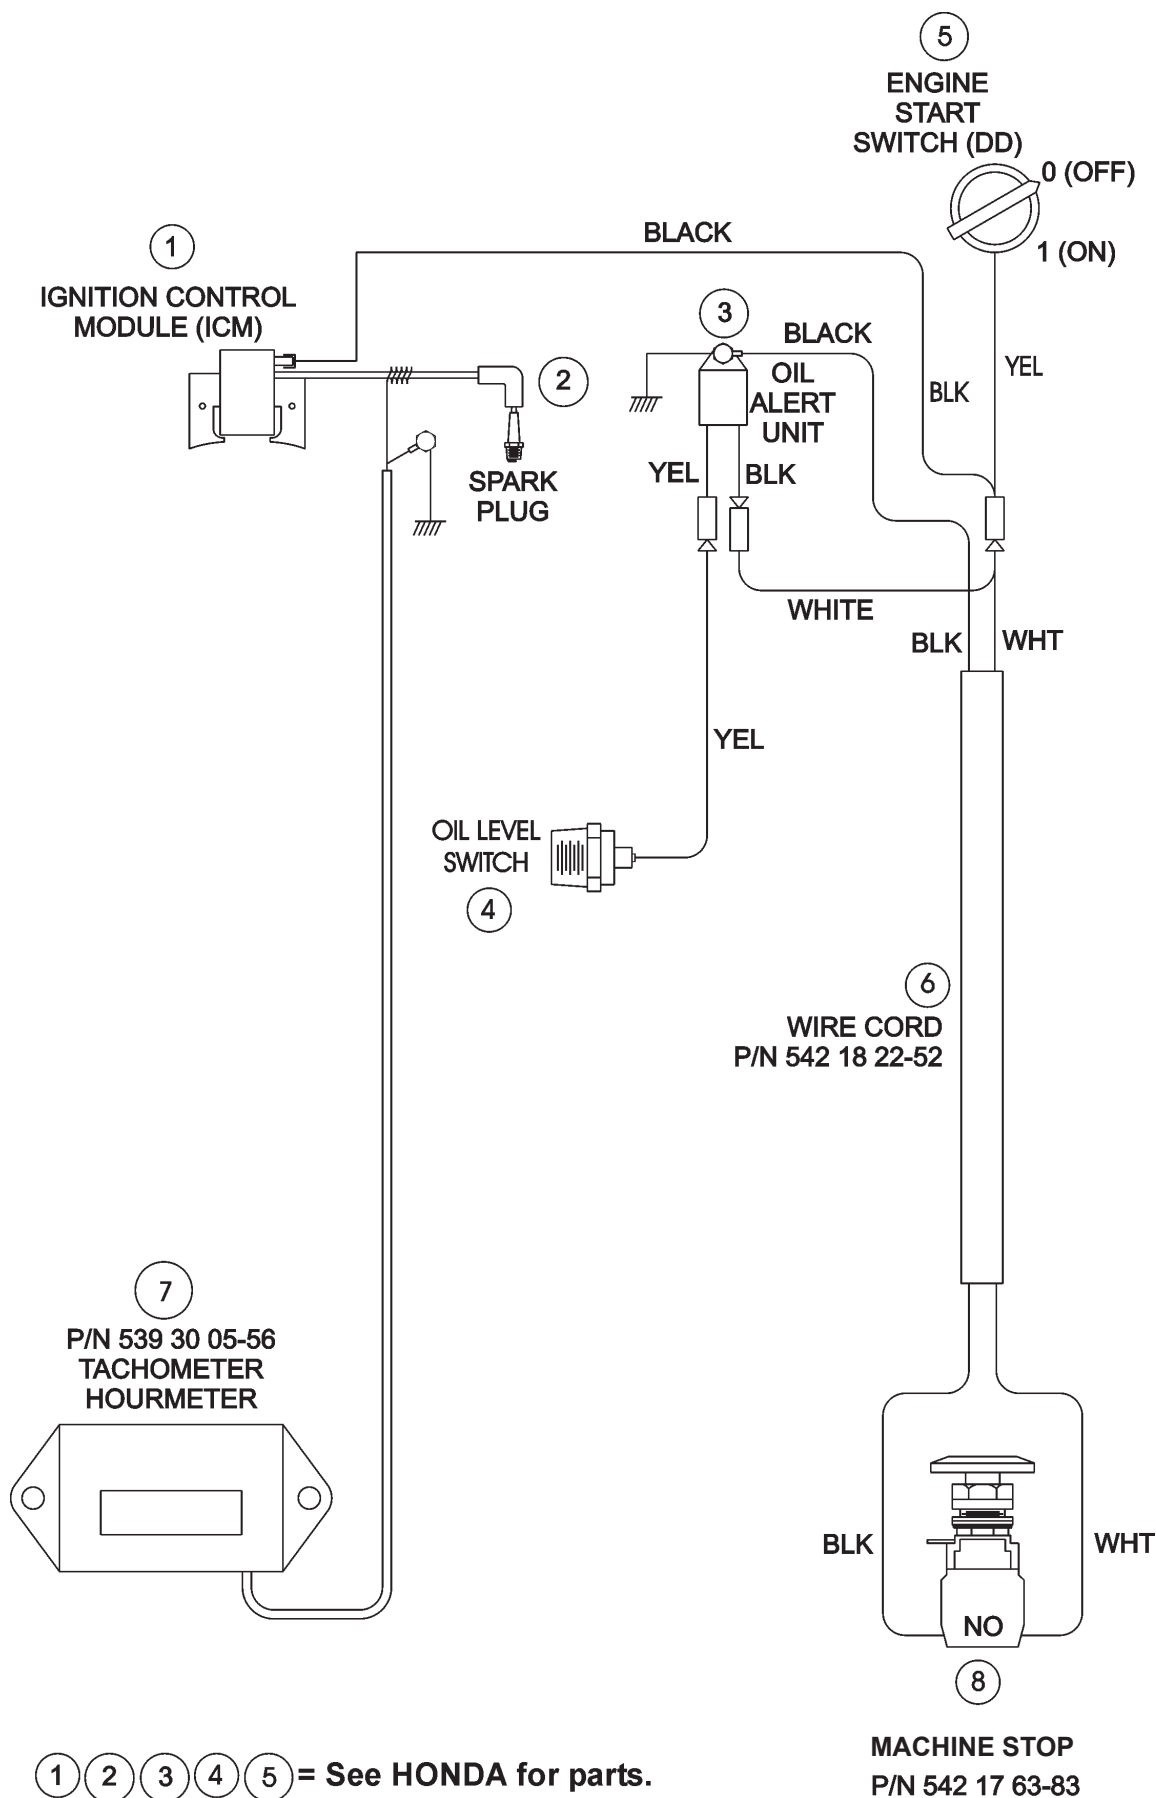 5
ENGINE
START
SWITCH (DD)
0 (OFF)
1 (ON)
BLACK
1
IGNITION CONTROL
MODULE (ICM)
3
BLACK
OIL
ALERT
UNIT
YEL
BLK
2
SPARK
PLUG
YEL
BLK
WHITE
BLK
WHT
YEL
OIL LEVEL
SWITCH
4
6
WIRE CORD
P/N 542 18 22-52
7
P/N 539 30 05-56
TACHOMETER
HOURMETER
BLK
WHT
NO
8
MACHINE STOP
P/N 542 17 63-83
1 2 3 4 5 = See HONDA for parts.